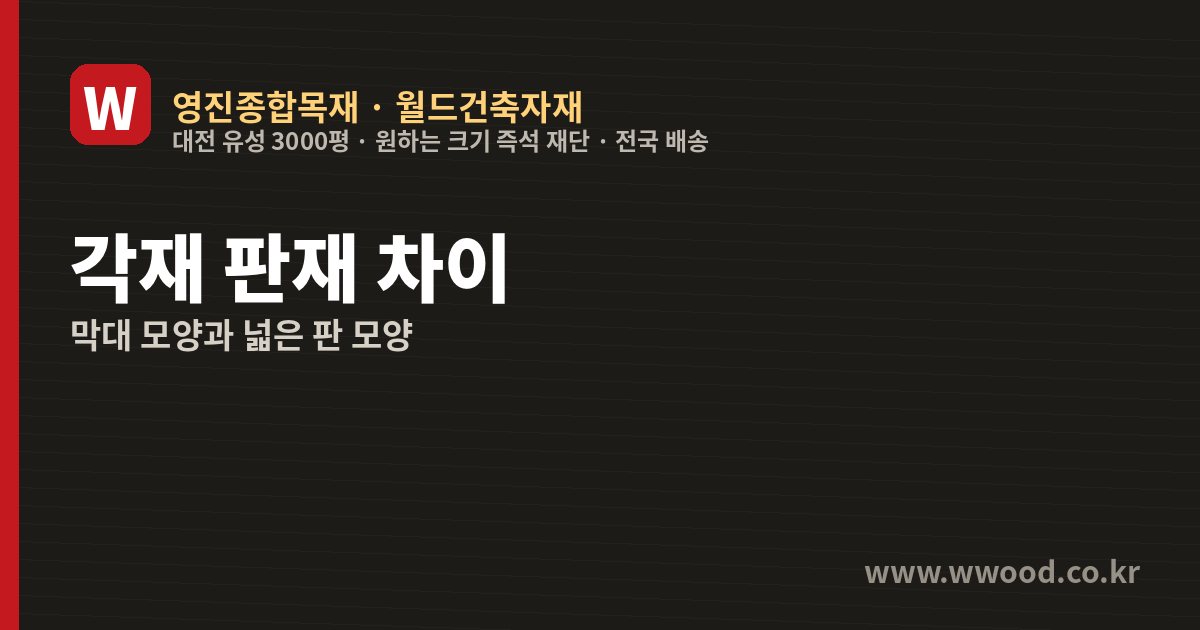 W
영진종합목재 · 월드건축자재
대전 유성 3000평 · 원하는 크기 즉석 재단 · 전국 배송
각재 판재 차이
막대 모양과 넓은 판 모양
www.wwood.co.kr